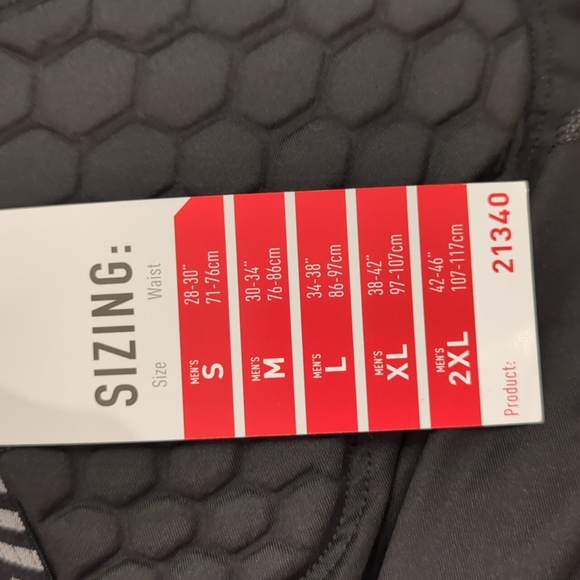 SIZING:
Size Waist
MEN'S
S
28-30"
71-76cm
MEN'S
M
30-34"
76-86cm
MEN'S
L
34-38"
86-97cm
MEN'S
XL
38-42"
97-107cm
MEN'S
2XL
42-46"
107-117cm
Product: 21340